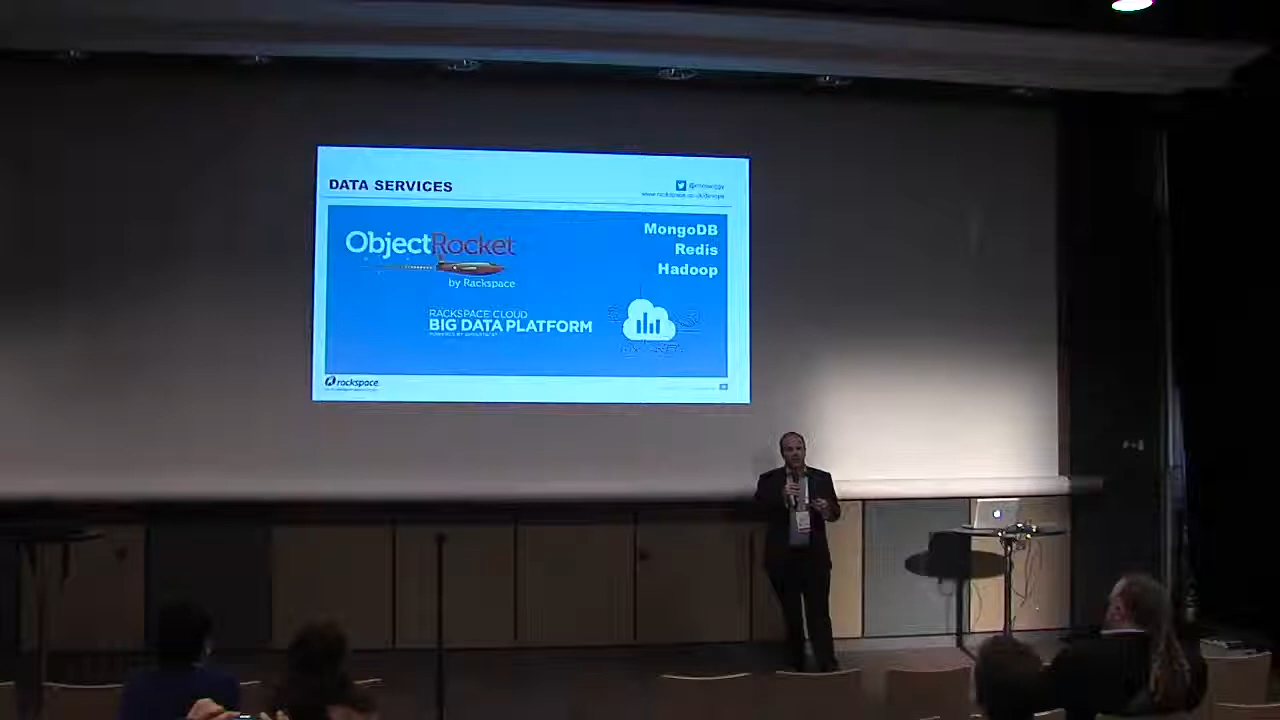 DATA SERVICES
ObjectRocket
by Rackspace
MongoDB
Redis
Hadoop
RACKSPACE CLOUD
BIG DATA PLATFORM
rackspace